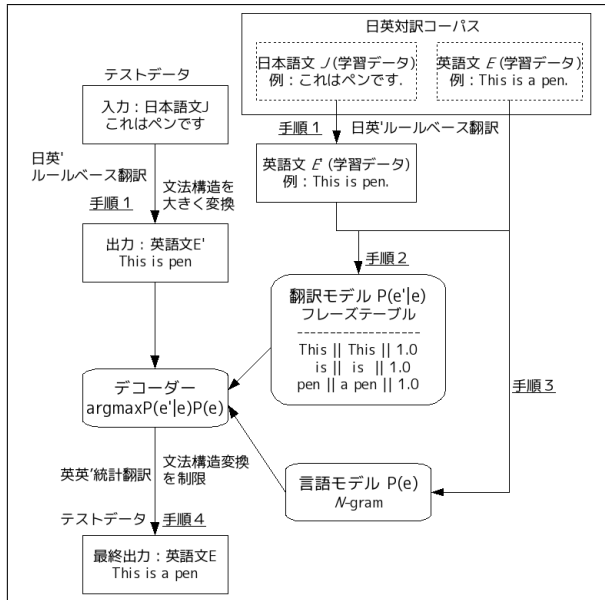 日英対訳コーパス
日本語文 J (学習データ)
例：これはペンです.
英語文 E (学習データ)
例：This is a pen.
テストデータ
入力：日本語文J
これはペンです
手順１
日英'ルールベース翻訳
英語文 E' (学習データ)
例：This is pen.
日英'
ルールベース翻訳
手順１
文法構造を
大きく変換
出力：英語文E'
This is pen
手順２
翻訳モデル P(e'|e)
フレーズテーブル
------------------
This || This || 1.0
is || is || 1.0
pen || a pen || 1.0
手順３
デコーダー
argmaxP(e'|e)P(e)
英英'統計翻訳
文法構造変換
を制限
言語モデル P(e)
N-gram
テストデータ
手順４
最終出力：英語文E
This is a pen